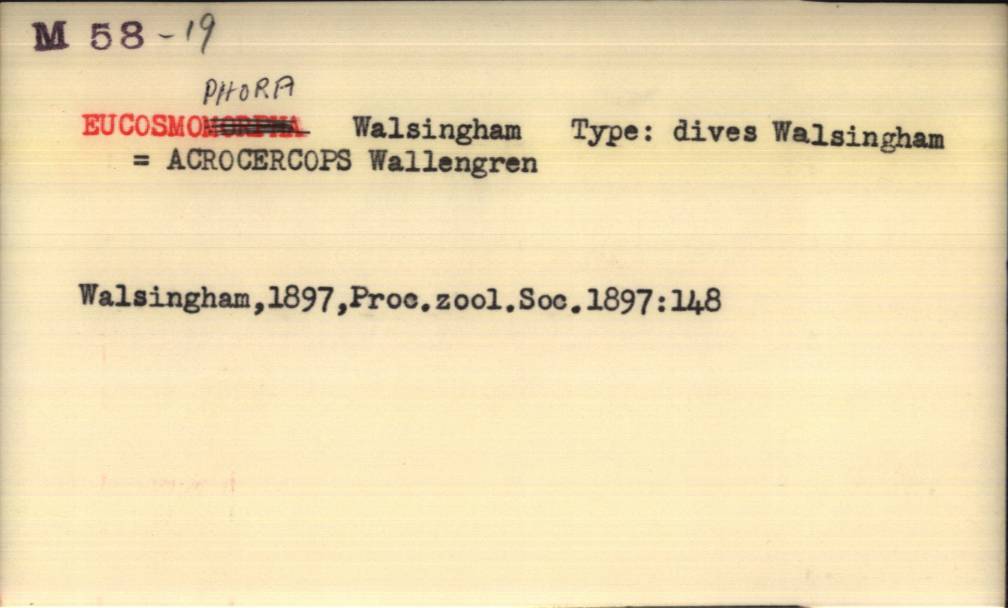 M 58-19
PHORA
EUCOSMOMORPHA Walsingham Type: dives Walsingham
= ACROCERCOPS Wallengren
Walsingham,1897,Proc.zool.Soc.1897:148